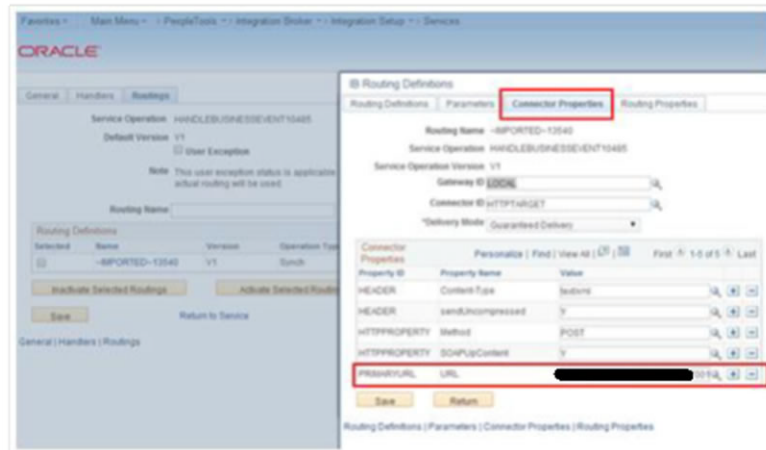 Favorites Main Menu PeopleTools Integration Broker Integration Setup Services
ORACLE
General Handlers Routings
Service Operation HANDLEBUSINESSEVENT10485
Default Version V1
User Exception
Note This user exception status is applicable
actual routing will be used
Routing Name
Routing Definitions
Selected Name Version Operation Type
~IMPORTED~13540 V1 Synch
Inactivate Selected Routings Activate Selected Routing
Save Return to Service
General | Handlers | Routings
IB Routing Definitions
Routing Definitions Parameters Connector Properties Routing Properties
Routing Name ~IMPORTED~13540
Service Operation HANDLEBUSINESSEVENT10485
Service Operation Version V1
Gateway ID LOCAL
Connector ID HTTPTARGET
*Delivery Mode Guaranteed Delivery
Connector Properties Personalize | Find | View All | First 1-5 of 5 Last
Property ID Property Name Value
HEADER Content-Type text/xml
HEADER sendUncompressed Y
HTTPPROPERTY Method POST
HTTPPROPERTY SOAPUpContent Y
PRIMARYURL URL
Save Return
Routing Definitions | Parameters | Connector Properties | Routing Properties